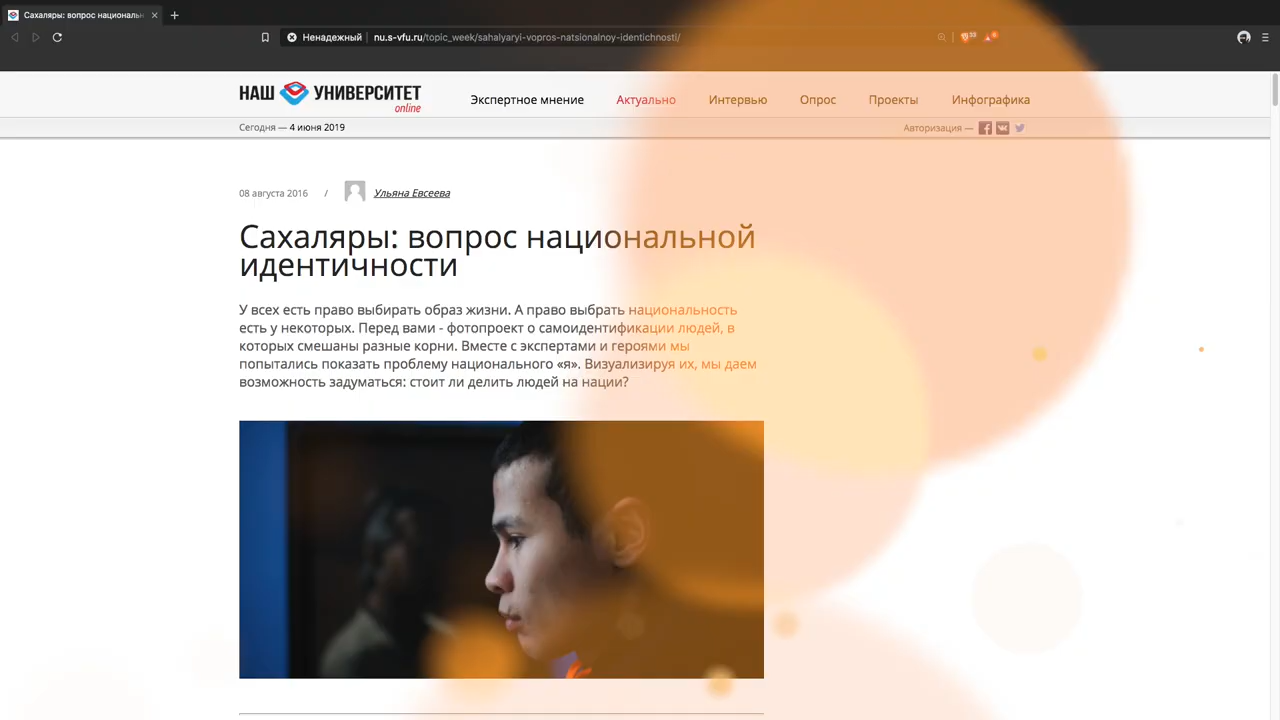 Сахаляры: вопрос националь
Ненадежный
nu.s-vfu.ru/topic_week/sahalyaryi-vopros-natsionalnoy-identichnosti/
НАШ УНИВЕРСИТЕТ
online
Экспертное мнение
Актуально
Интервью
Опрос
Проекты
Инфографика
Сегодня — 4 июня 2019
Авторизация —
08 августа 2016 / Ульяна Евсеева
Сахаляры: вопрос национальной
идентичности
У всех есть право выбирать образ жизни. А право выбрать национальность
есть у некоторых. Перед вами - фотопроект о самоидентификации людей, в
которых смешаны разные корни. Вместе с экспертами и героями мы
попытались показать проблему национального «я». Визуализируя их, мы даем
возможность задуматься: стоит ли делить людей на нации?